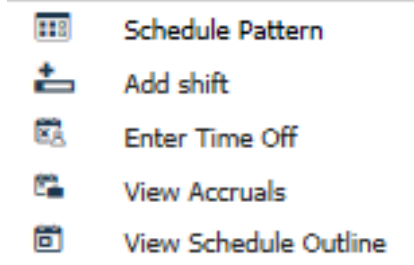 Schedule Pattern
Add shift
Enter Time Off
View Accruals
View Schedule Outline